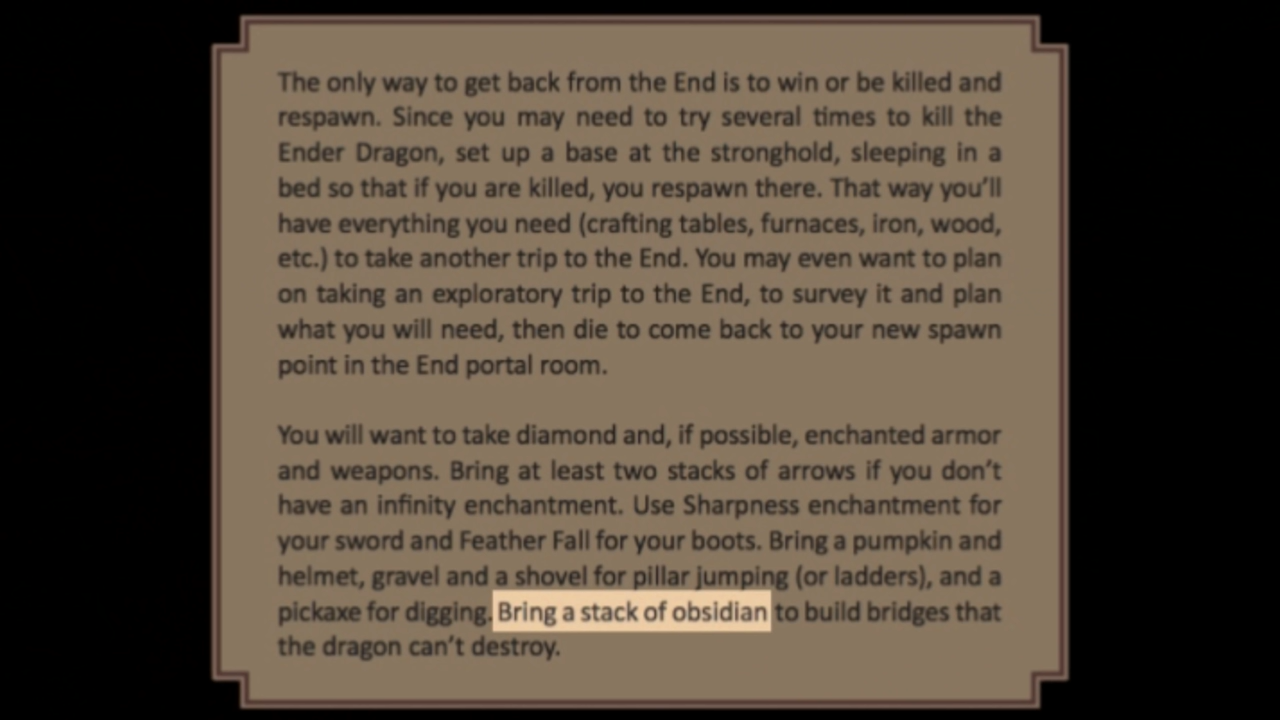 The only way to get back from the End is to win or be killed and
respawn. Since you may need to try several times to kill the
Ender Dragon, set up a base at the stronghold, sleeping in a
bed so that if you are killed, you respawn there. That way you'll
have everything you need (crafting tables, furnaces, iron, wood,
etc.) to take another trip to the End. You may even want to plan
on taking an exploratory trip to the End, to survey it and plan
what you will need, then die to come back to your new spawn
point in the End portal room.

You will want to take diamond and, if possible, enchanted armor
and weapons. Bring at least two stacks of arrows if you don't
have an infinity enchantment. Use Sharpness enchantment for
your sword and Feather Fall for your boots. Bring a pumpkin and
helmet, gravel and a shovel for pillar jumping (or ladders), and a
pickaxe for digging. Bring a stack of obsidian to build bridges that
the dragon can't destroy.